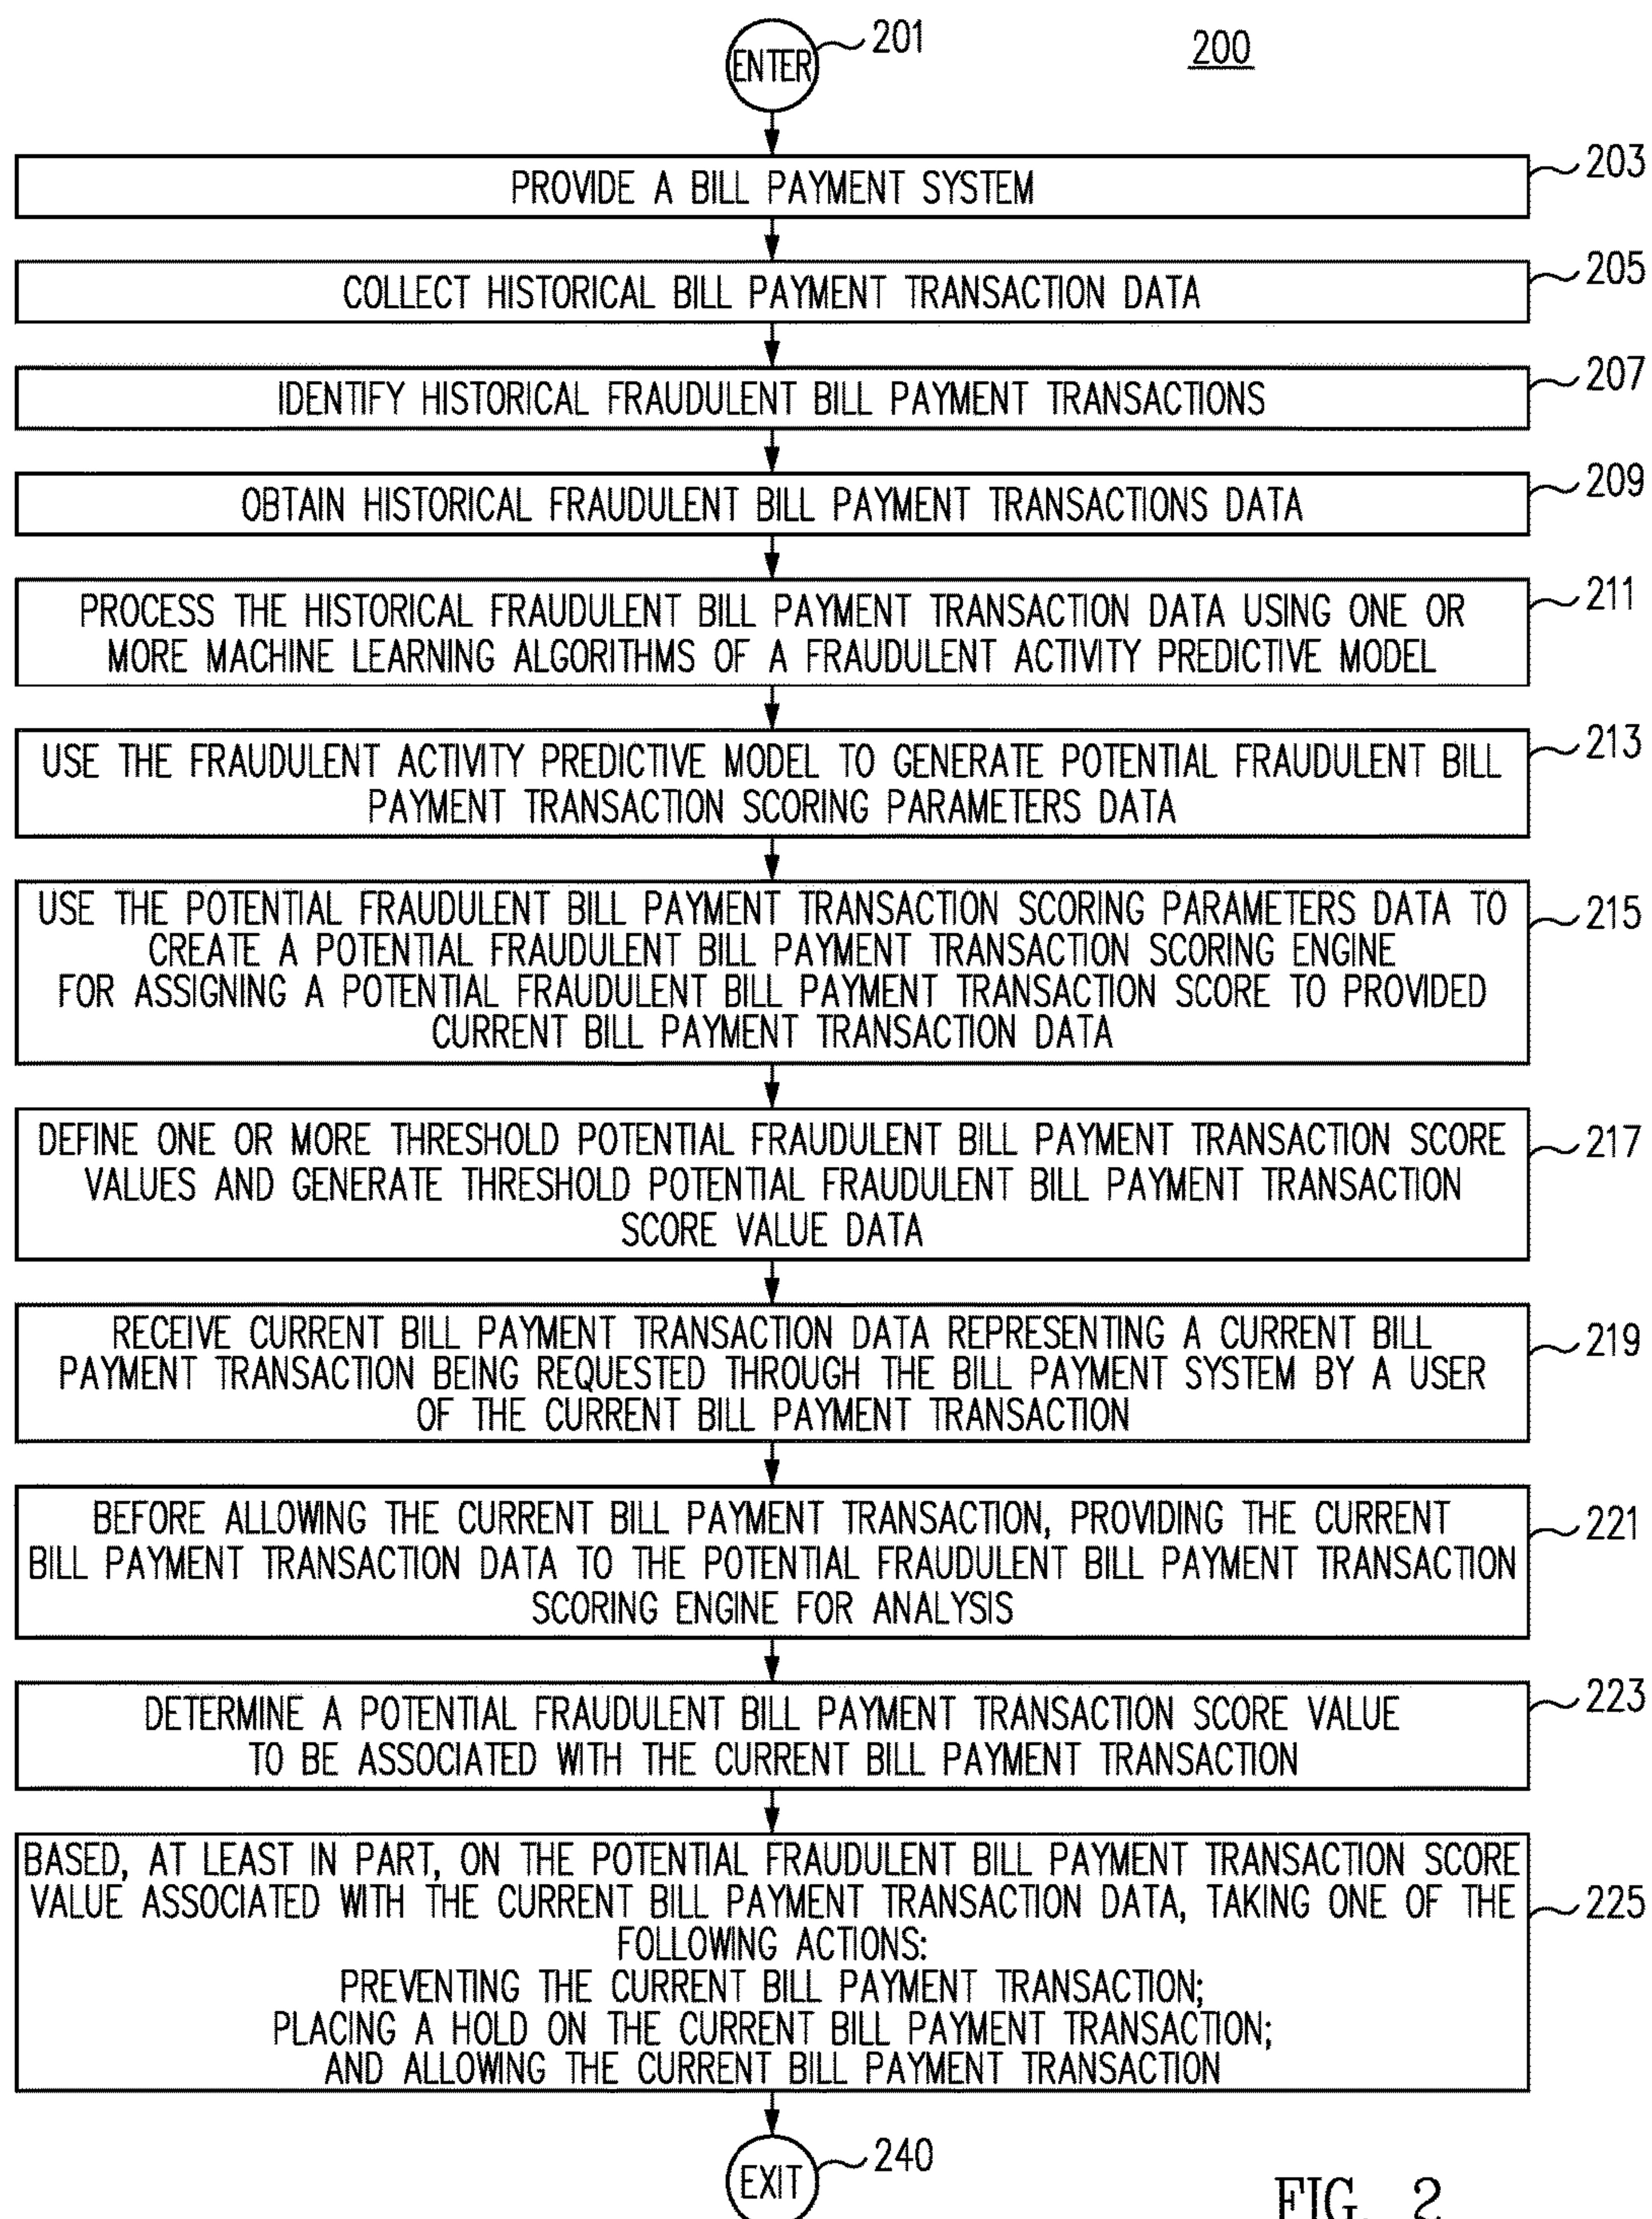 ENTER 201
200
PROVIDE A BILL PAYMENT SYSTEM
203
COLLECT HISTORICAL BILL PAYMENT TRANSACTION DATA
205
IDENTIFY HISTORICAL FRAUDULENT BILL PAYMENT TRANSACTIONS
207
OBTAIN HISTORICAL FRAUDULENT BILL PAYMENT TRANSACTIONS DATA
209
PROCESS THE HISTORICAL FRAUDULENT BILL PAYMENT TRANSACTION DATA USING ONE OR
MORE MACHINE LEARNING ALGORITHMS OF A FRAUDULENT ACTIVITY PREDICTIVE MODEL
211
USE THE FRAUDULENT ACTIVITY PREDICTIVE MODEL TO GENERATE POTENTIAL FRAUDULENT BILL
PAYMENT TRANSACTION SCORING PARAMETERS DATA
213
USE THE POTENTIAL FRAUDULENT BILL PAYMENT TRANSACTION SCORING PARAMETERS DATA TO
CREATE A POTENTIAL FRAUDULENT BILL PAYMENT TRANSACTION SCORING ENGINE
FOR ASSIGNING A POTENTIAL FRAUDULENT BILL PAYMENT TRANSACTION SCORE TO PROVIDED
CURRENT BILL PAYMENT TRANSACTION DATA
215
DEFINE ONE OR MORE THRESHOLD POTENTIAL FRAUDULENT BILL PAYMENT TRANSACTION SCORE
VALUES AND GENERATE THRESHOLD POTENTIAL FRAUDULENT BILL PAYMENT TRANSACTION
SCORE VALUE DATA
217
RECEIVE CURRENT BILL PAYMENT TRANSACTION DATA REPRESENTING A CURRENT BILL
PAYMENT TRANSACTION BEING REQUESTED THROUGH THE BILL PAYMENT SYSTEM BY A USER
OF THE CURRENT BILL PAYMENT TRANSACTION
219
BEFORE ALLOWING THE CURRENT BILL PAYMENT TRANSACTION, PROVIDING THE CURRENT
BILL PAYMENT TRANSACTION DATA TO THE POTENTIAL FRAUDULENT BILL PAYMENT TRANSACTION
SCORING ENGINE FOR ANALYSIS
221
DETERMINE A POTENTIAL FRAUDULENT BILL PAYMENT TRANSACTION SCORE VALUE
TO BE ASSOCIATED WITH THE CURRENT BILL PAYMENT TRANSACTION
223
BASED, AT LEAST IN PART, ON THE POTENTIAL FRAUDULENT BILL PAYMENT TRANSACTION SCORE
VALUE ASSOCIATED WITH THE CURRENT BILL PAYMENT TRANSACTION DATA, TAKING ONE OF THE
FOLLOWING ACTIONS:
PREVENTING THE CURRENT BILL PAYMENT TRANSACTION;
PLACING A HOLD ON THE CURRENT BILL PAYMENT TRANSACTION;
AND ALLOWING THE CURRENT BILL PAYMENT TRANSACTION
225
EXIT 240
FIG. 2